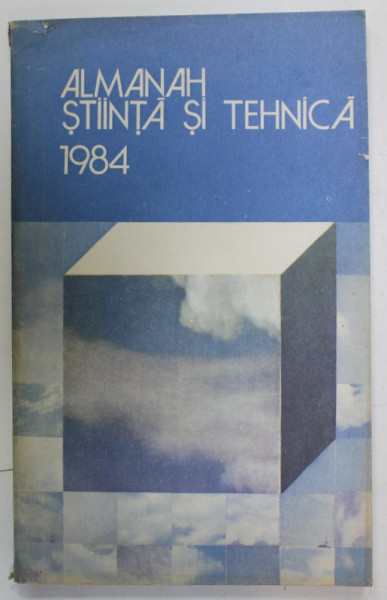 ALMANAH
ȘTIINȚĂ ȘI TEHNICĂ
1984